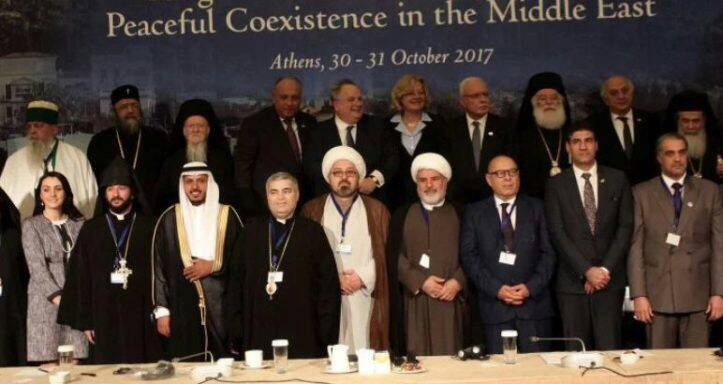 Peaceful Coexistence in the Middle East
Athens, 30 - 31 October 2017